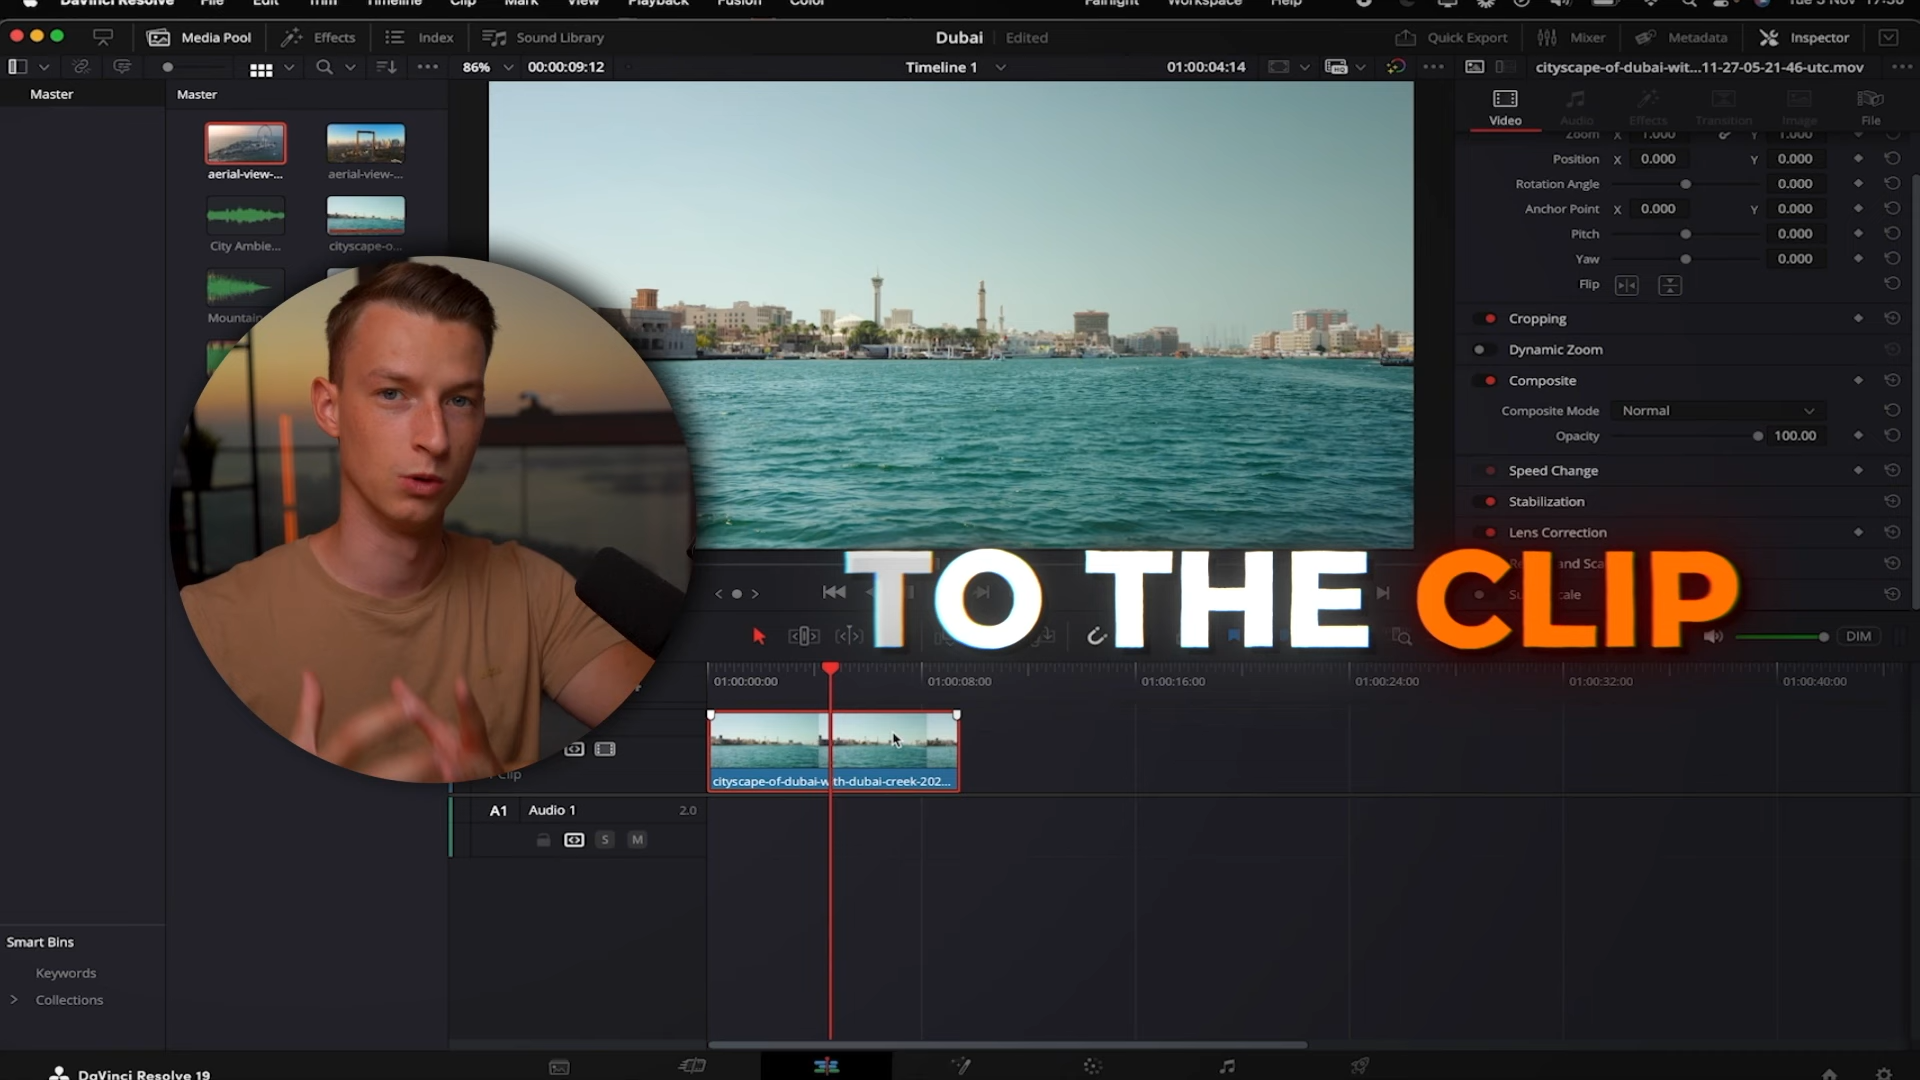 DaVinci Resolve File Edit Trim Timeline Clip Mark View Playback Fusion Color Fairlight Workspace Help Tue 5 Nov
Media Pool Effects Index Sound Library Dubai Edited Quick Export Mixer Metadata Inspector
86% 00:00:09:12 Timeline 1 01:00:04:14 cityscape-of-dubai-wit...11-27-05-21-46-utc.mov
Master Master
Video Audio Effects Transition Image File
Zoom X 1.000 Y 1.000
Position X 0.000 Y 0.000
Rotation Angle 0.000
Anchor Point X 0.000 Y 0.000
Pitch 0.000
Yaw 0.000
Flip
Cropping
Dynamic Zoom
Composite
Composite Mode Normal
Opacity 100.00
Speed Change
Stabilization
Lens Correction
aerial-view-... aerial-view-...
City Ambie... cityscape-o...
Mountain
TO THE CLIP
DIM
01:00:00:00 01:00:08:00 01:00:16:00 01:00:24:00 01:00:32:00 01:00:40:00
Clip
cityscape-of-dubai-with-dubai-creek-202...
A1 Audio 1 2.0
S M
Smart Bins
Keywords
Collections
DaVinci Resolve 19